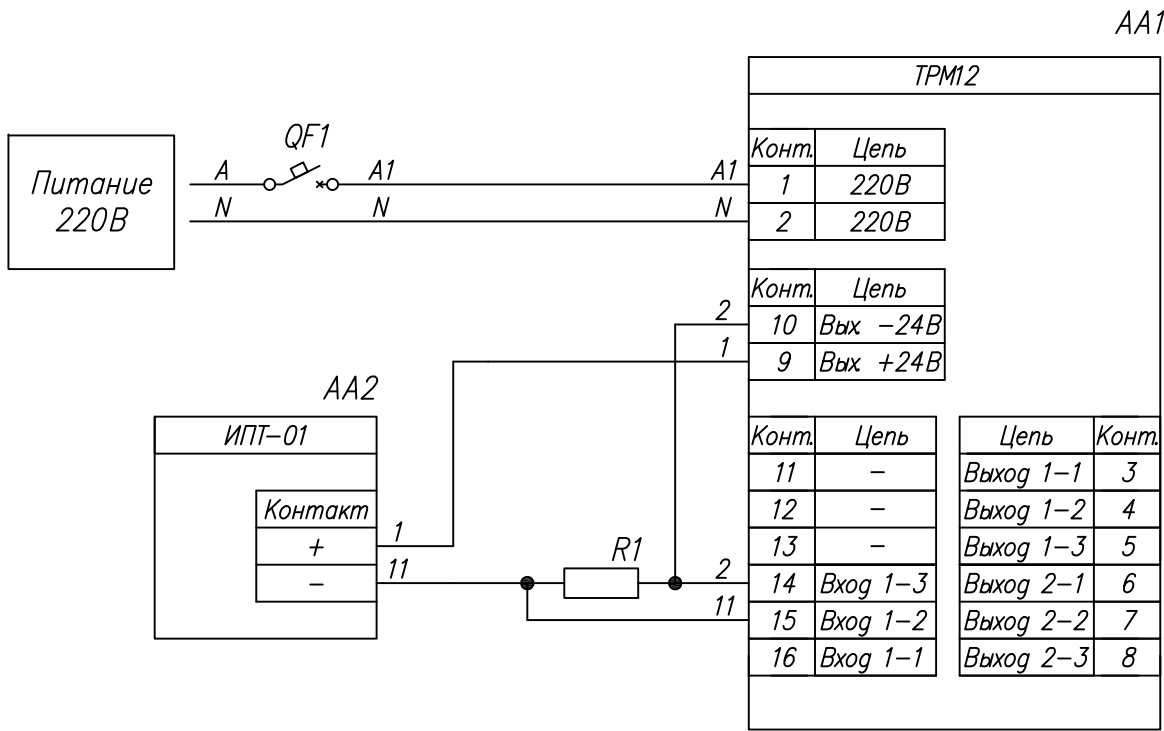 AA1
ТРМ12
QF1
Питание
220В
A A1 A1
N N N
Конт. Цепь
1 220В
2 220В
Конт. Цепь
10 Вых. -24В
9 Вых. +24В
2
1
AA2
ИПТ-01
Контакт
+
-
1
11
R1
2
11
Конт. Цепь
11 -
12 -
13 -
14 Вход 1-3
15 Вход 1-2
16 Вход 1-1
Цепь Конт.
Выход 1-1 3
Выход 1-2 4
Выход 1-3 5
Выход 2-1 6
Выход 2-2 7
Выход 2-3 8